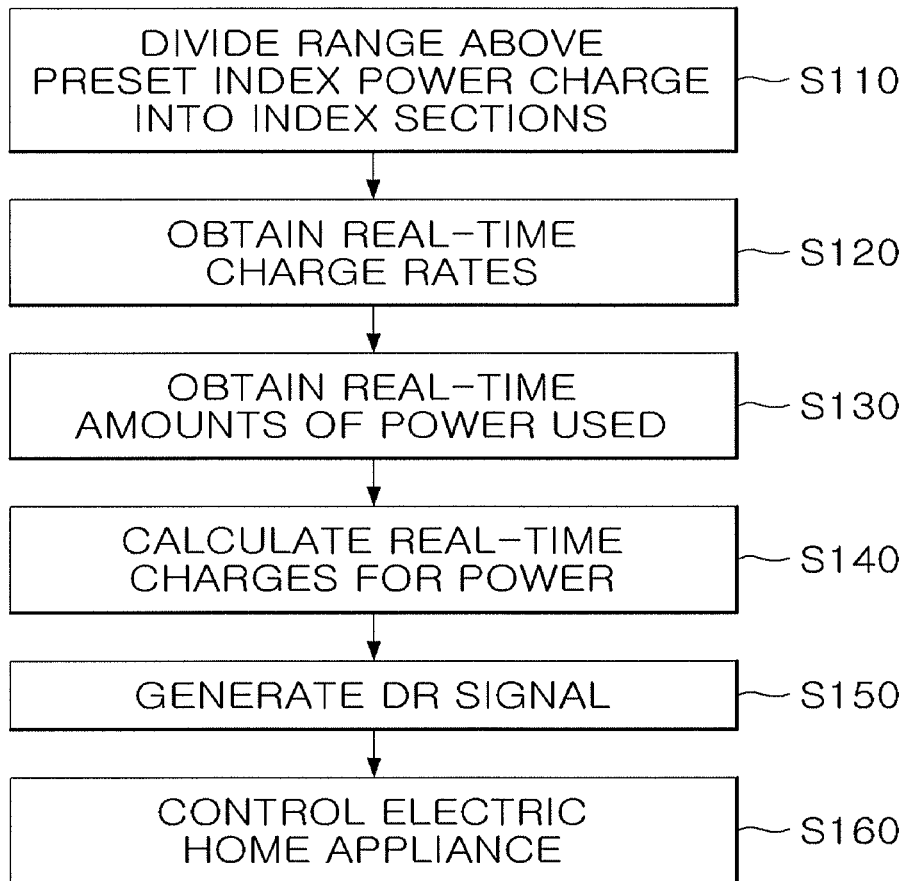 DIVIDE RANGE ABOVE
PRESET INDEX POWER CHARGE
INTO INDEX SECTIONS
S110
OBTAIN REAL-TIME
CHARGE RATES
S120
OBTAIN REAL-TIME
AMOUNTS OF POWER USED
S130
CALCULATE REAL-TIME
CHARGES FOR POWER
S140
GENERATE DR SIGNAL
S150
CONTROL ELECTRIC
HOME APPLIANCE
S160